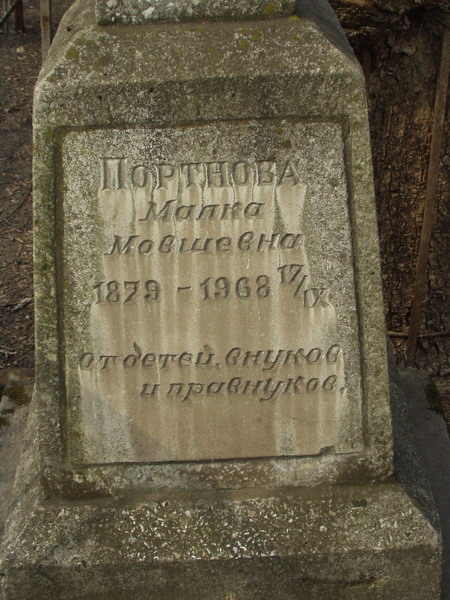 ПОРТНОВА
Малка
Мовшевна
1879 - 1968 17/IX
от детей, внуков
и правнуков.